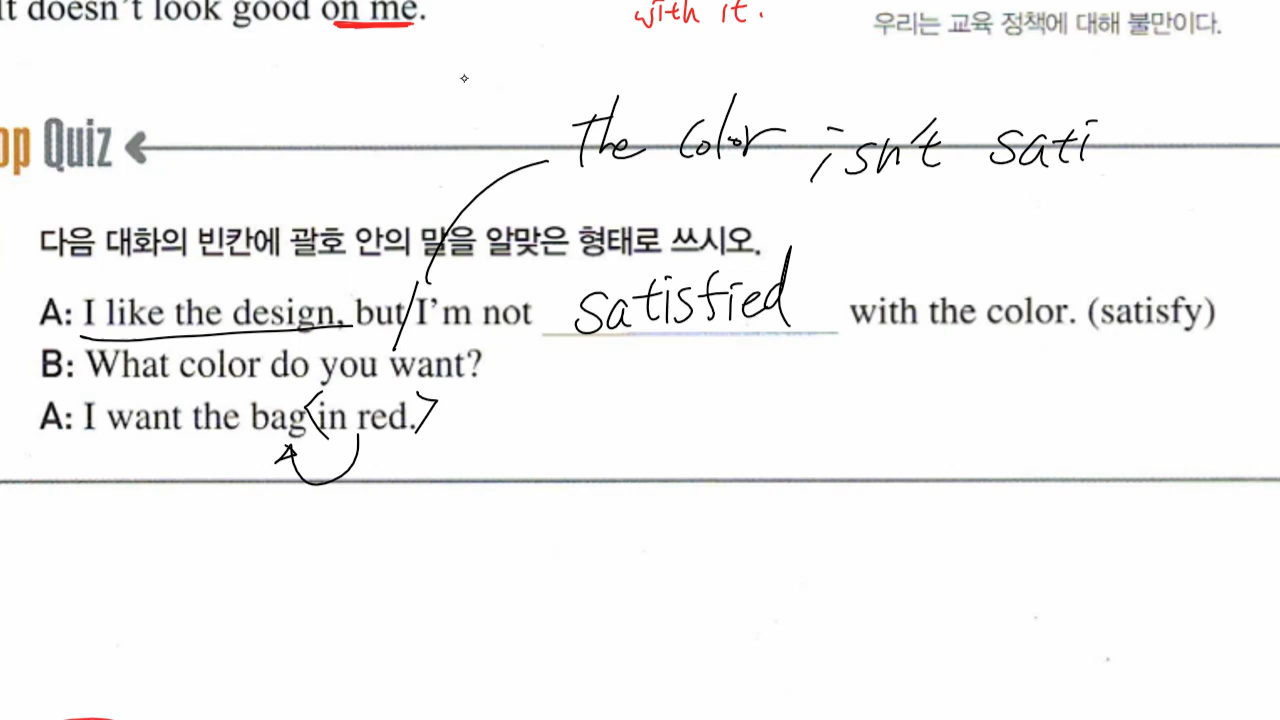 t doesn't look good on me.
with it.
우리는 교육 정책에 대해 불만이다.
op Quiz
the color isn't sati
다음 대화의 빈칸에 괄호 안의 말을 알맞은 형태로 쓰시오.
A: I like the design, but I'm not satisfied with the color. (satisfy)
B: What color do you want?
A: I want the bag <in red.>